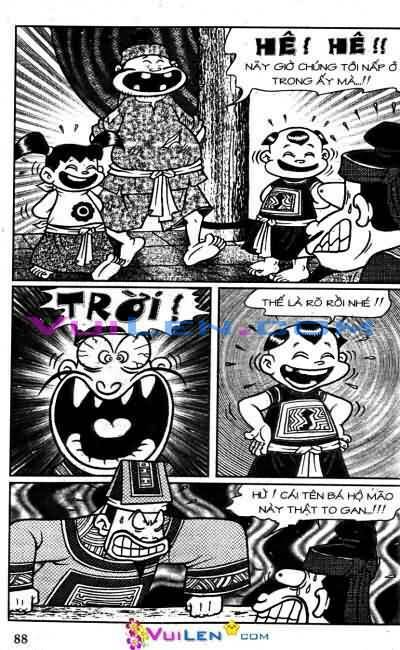 HÊ! HÊ!!
NÃY GIỜ CHÚNG TỚI NẤP Ở
TRONG ẤY MÀ...!!
TRỜI!
THẾ LÀ RÕ RỒI NHÉ!!
VUILEN.COM
HỪ! CÁI TÊN BÁ HỘ MÃO
NÀY THẬT TO GAN...!!!
88
VUILEN.COM